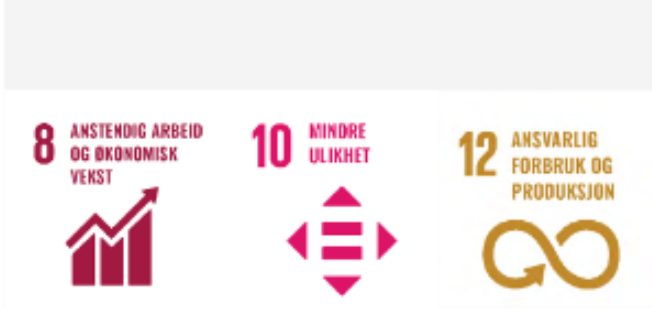 8
ANSTENDIG ARBEID
OG ØKONOMISK
VEKST
10
MINDRE
ULIKHET
12
ANSVARLIG
FORBRUK OG
PRODUKSJON